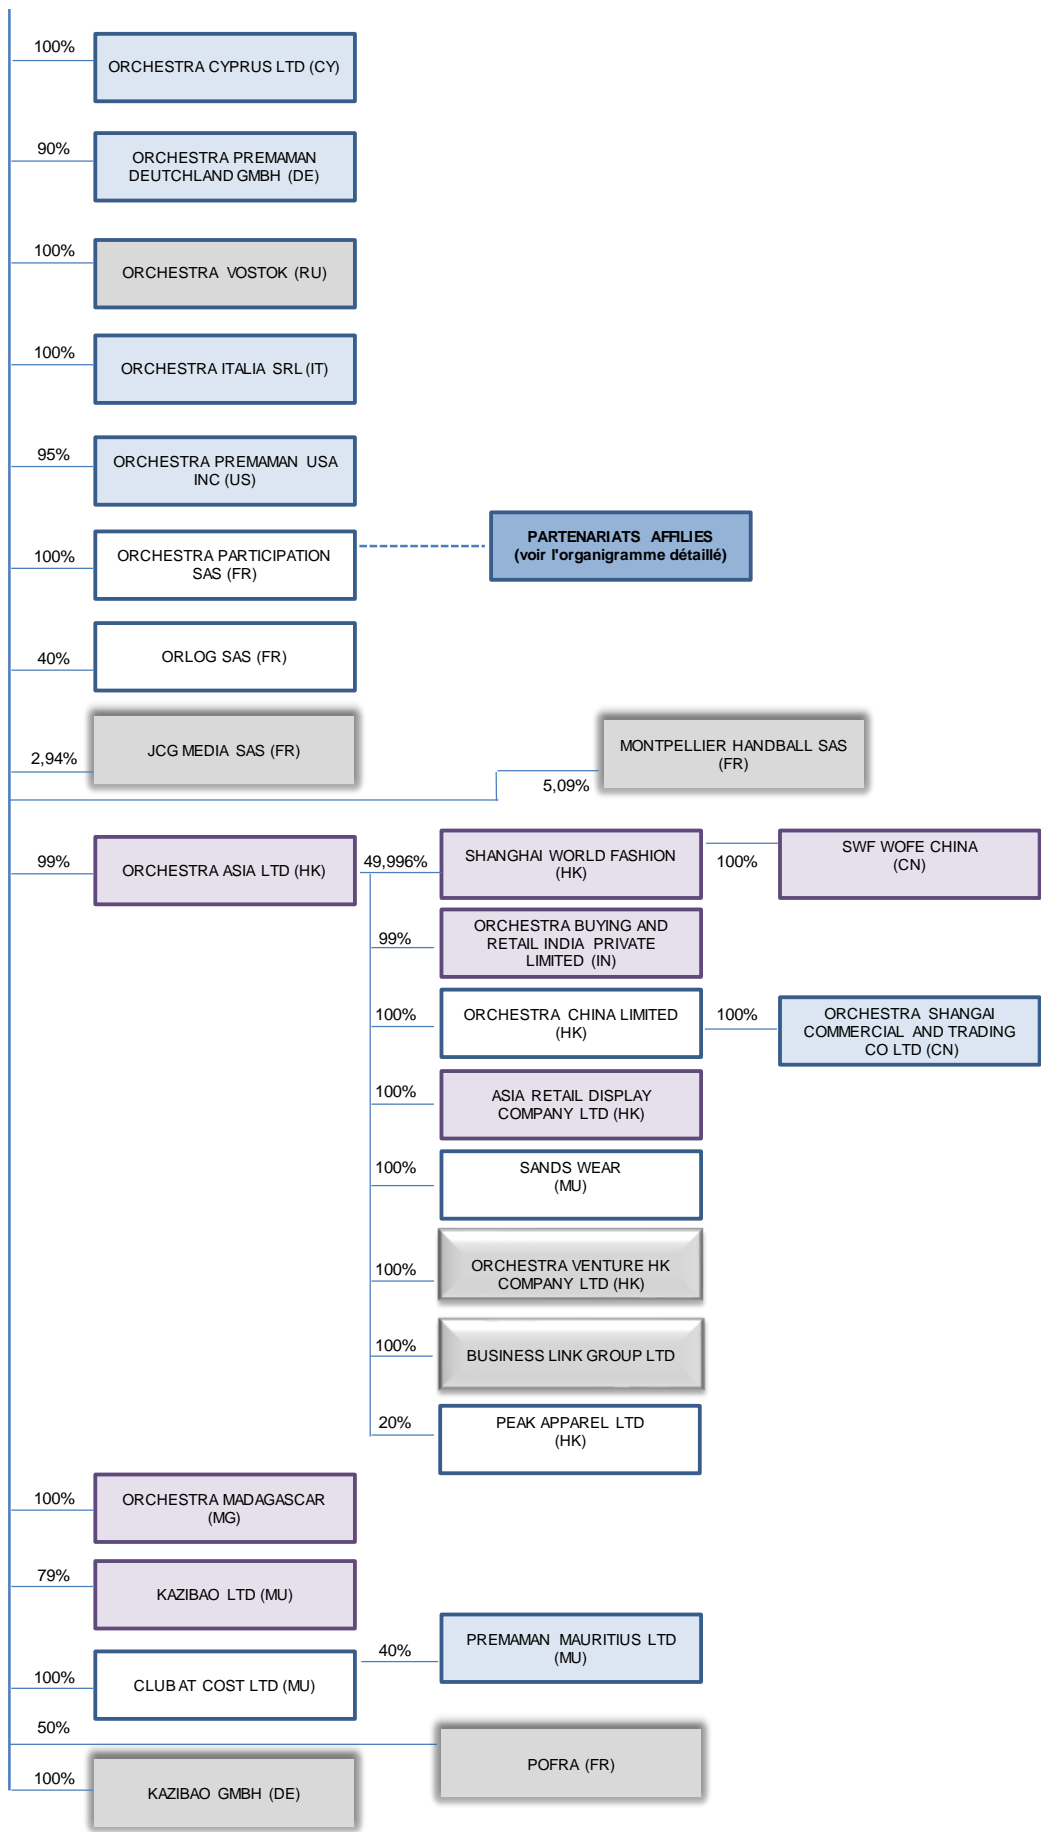 100%
ORCHESTRA CYPRUS LTD (CY)
90%
ORCHESTRA PREMAMAN
DEUTCHLAND GMBH (DE)
100%
ORCHESTRA VOSTOK (RU)
100%
ORCHESTRA ITALIA SRL (IT)
95%
ORCHESTRA PREMAMAN USA
INC (US)
100%
ORCHESTRA PARTICIPATION
SAS (FR)
PARTENARIATS AFFILIES
(voir l'organigramme détaillé)
40%
ORLOG SAS (FR)
2,94%
JCG MEDIA SAS (FR)
5,09%
MONTPELLIER HANDBALL SAS
(FR)
99%
ORCHESTRA ASIA LTD (HK)
49,996%
SHANGHAI WORLD FASHION
(HK)
100%
SWF WOFE CHINA
(CN)
99%
ORCHESTRA BUYING AND
RETAIL INDIA PRIVATE
LIMITED (IN)
100%
ORCHESTRA CHINA LIMITED
(HK)
100%
ORCHESTRA SHANGAI
COMMERCIAL AND TRADING
CO LTD (CN)
100%
ASIA RETAIL DISPLAY
COMPANY LTD (HK)
100%
SANDS WEAR
(MU)
100%
ORCHESTRA VENTURE HK
COMPANY LTD (HK)
100%
BUSINESS LINK GROUP LTD
20%
PEAK APPAREL LTD
(HK)
100%
ORCHESTRA MADAGASCAR
(MG)
79%
KAZIBAO LTD (MU)
100%
CLUB AT COST LTD (MU)
40%
PREMAMAN MAURITIUS LTD
(MU)
50%
POFRA (FR)
100%
KAZIBAO GMBH (DE)